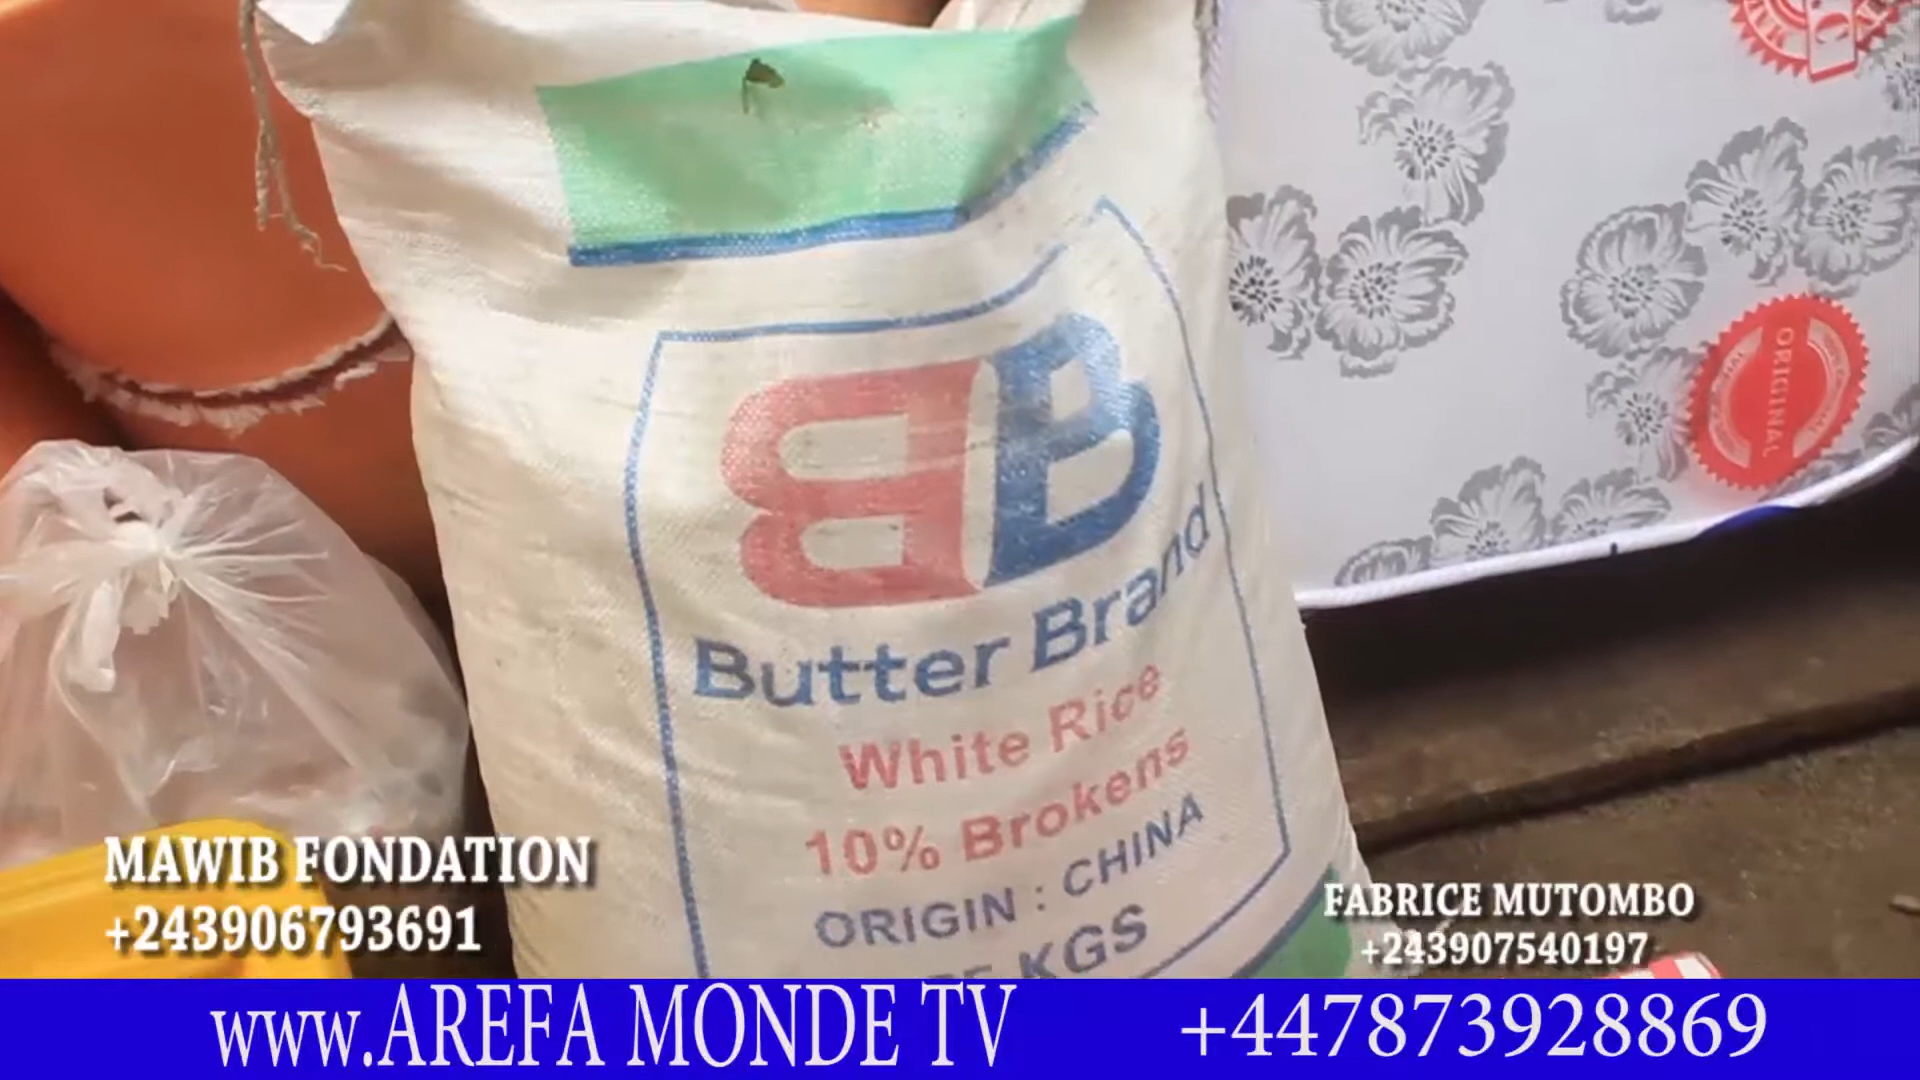 BB
Butter Brand
White Rice
10% Brokens
ORIGIN : CHINA
KGS
ORIGINAL
MAWIB FONDATION
+243906793691
FABRICE MUTOMBO
+243907540197
www.AREFA MONDE TV
+447873928869